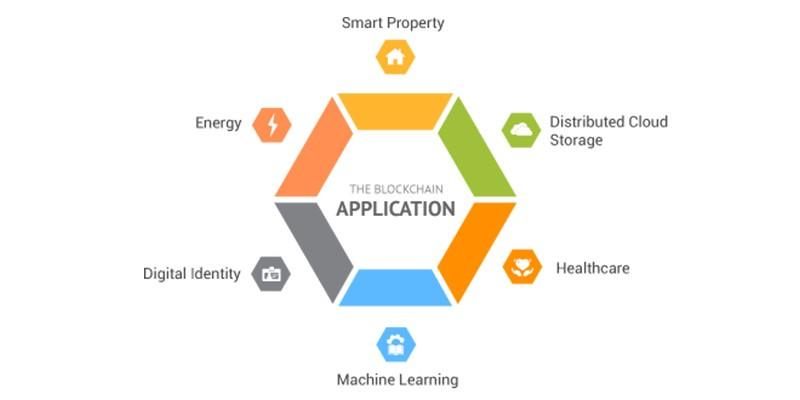 Smart Property
Energy
Distributed Cloud
Storage
THE BLOCKCHAIN
APPLICATION
Digital Identity
Healthcare
Machine Learning